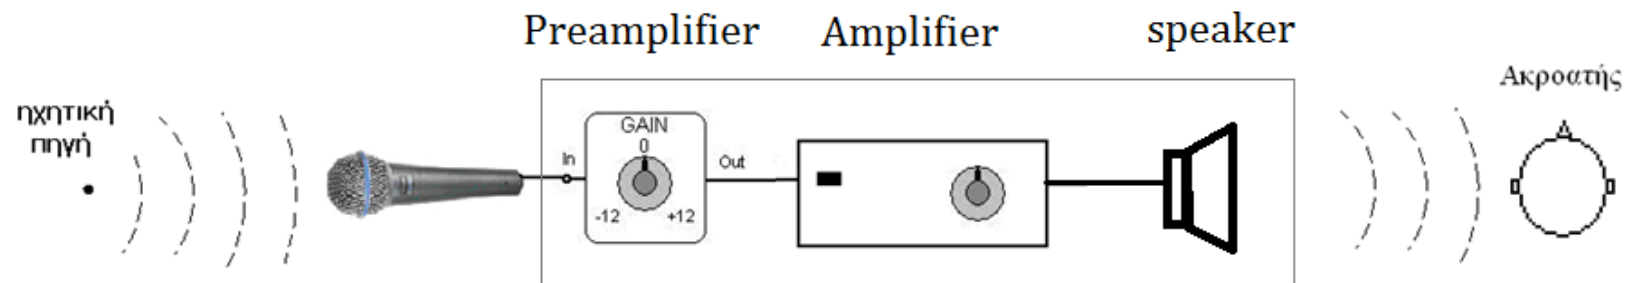 Preamplifier
Amplifier
speaker
ηχητική
πηγή
In
GAIN
0
-12
+12
Out
Ακροατής